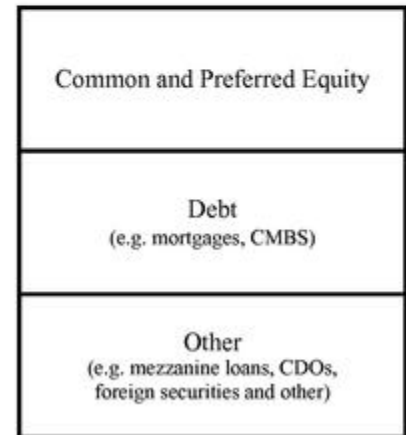 Common and Preferred Equity
Debt
(e.g. mortgages, CMBS)
Other
(e.g. mezzanine loans, CDOs,
foreign securities and other)